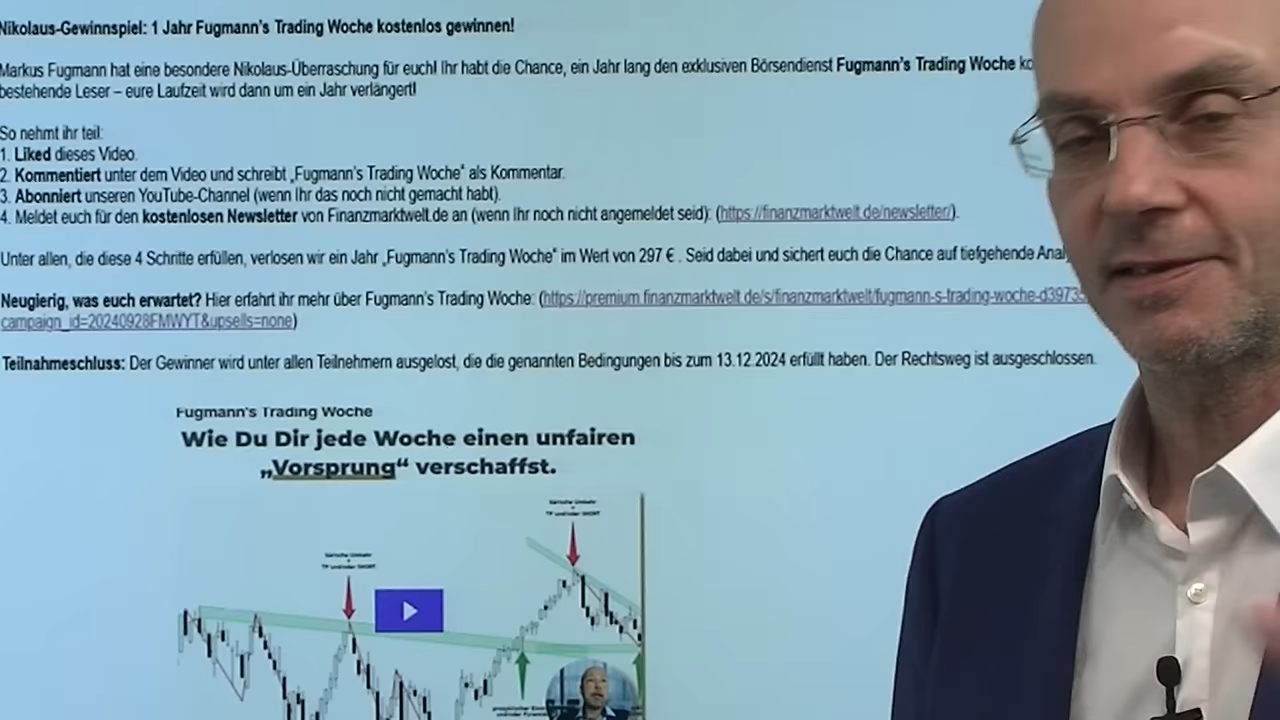 Nikolaus-Gewinnspiel: 1 Jahr Fugmann's Trading Woche kostenlos gewinnen!
Markus Fugmann hat eine besondere Nikolaus-Überraschung für euch! Ihr habt die Chance, ein Jahr lang den exklusiven Börsendienst Fugmann's Trading Woche
bestehende Leser – eure Laufzeit wird dann um ein Jahr verlängert!
So nehmt ihr teil:
1. Liked dieses Video.
2. Kommentiert unter dem Video und schreibt „Fugmann's Trading Woche“ als Kommentar.
3. Abonniert unseren YouTube-Channel (wenn Ihr das noch nicht gemacht habt).
4. Meldet euch für den kostenlosen Newsletter von Finanzmarktwelt.de an (wenn Ihr noch nicht angemeldet seid): (https://finanzmarktwelt.de/newsletter/).
Unter allen, die diese 4 Schritte erfüllen, verlosen wir ein Jahr „Fugmann's Trading Woche“ im Wert von 297 € . Seid dabei und sichert euch die Chance auf tiefgehende Anal
Neugierig, was euch erwartet? Hier erfahrt ihr mehr über Fugmann's Trading Woche: (https://premium.finanzmarktwelt.de/s/finanzmarktwelt/fugmann-s-trading-woche-d3973
campaign_id=20240928FMWYT&upsells=none)
Teilnahmeschluss: Der Gewinner wird unter allen Teilnehmern ausgelost, die die genannten Bedingungen bis zum 13.12.2024 erfüllt haben. Der Rechtsweg ist ausgeschlossen.
Fugmann's Trading Woche
Wie Du Dir jede Woche einen unfairen
„Vorsprung“ verschaffst.